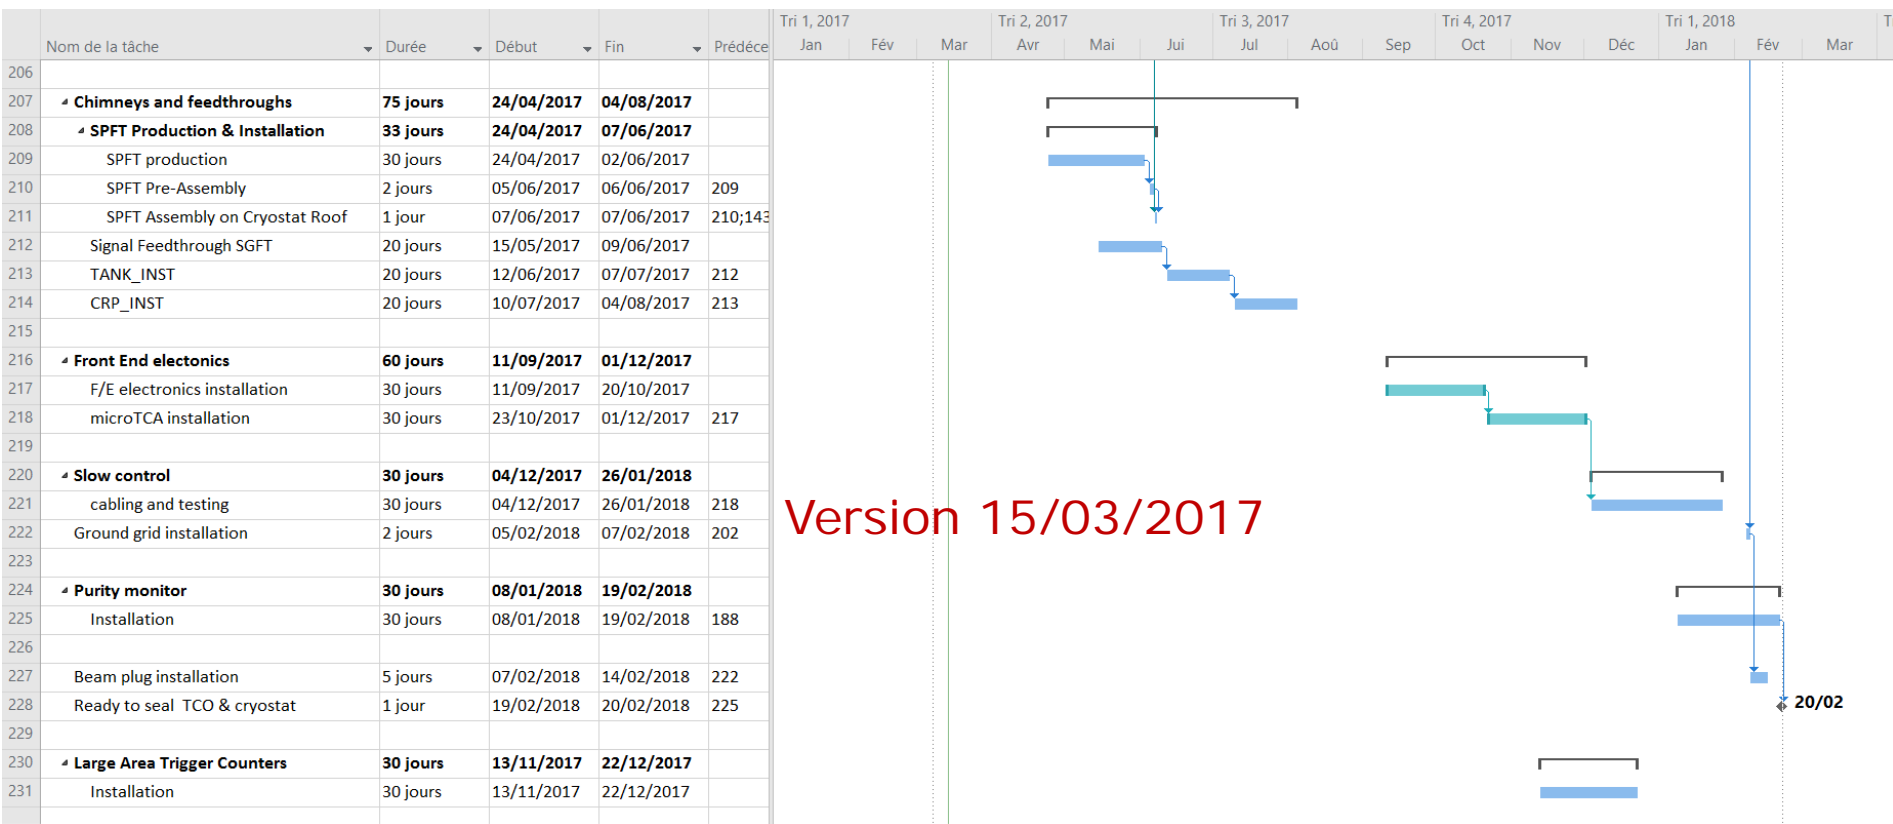 Tri 1, 2017 Tri 2, 2017 Tri 3, 2017 Tri 4, 2017 Tri 1, 2018
Nom de la tâche Durée Début Fin Prédéce Jan Fév Mar Avr Mai Jui Jul Aoû Sep Oct Nov Déc Jan Fév Mar
206
207 Chimneys and feedthroughs 75 jours 24/04/2017 04/08/2017
208 SPFT Production & Installation 33 jours 24/04/2017 07/06/2017
209 SPFT production 30 jours 24/04/2017 02/06/2017
210 SPFT Pre-Assembly 2 jours 05/06/2017 06/06/2017 209
211 SPFT Assembly on Cryostat Roof 1 jour 07/06/2017 07/06/2017 210;143
212 Signal Feedthrough SGFT 20 jours 15/05/2017 09/06/2017
213 TANK_INST 20 jours 12/06/2017 07/07/2017 212
214 CRP_INST 20 jours 10/07/2017 04/08/2017 213
215
216 Front End electonics 60 jours 11/09/2017 01/12/2017
217 F/E electronics installation 30 jours 11/09/2017 20/10/2017
218 microTCA installation 30 jours 23/10/2017 01/12/2017 217
219
220 Slow control 30 jours 04/12/2017 26/01/2018
221 cabling and testing 30 jours 04/12/2017 26/01/2018 218
Version 15/03/2017
222 Ground grid installation 2 jours 05/02/2018 07/02/2018 202
223
224 Purity monitor 30 jours 08/01/2018 19/02/2018
225 Installation 30 jours 08/01/2018 19/02/2018 188
226
227 Beam plug installation 5 jours 07/02/2018 14/02/2018 222
228 Ready to seal TCO & cryostat 1 jour 19/02/2018 20/02/2018 225 20/02
229
230 Large Area Trigger Counters 30 jours 13/11/2017 22/12/2017
231 Installation 30 jours 13/11/2017 22/12/2017